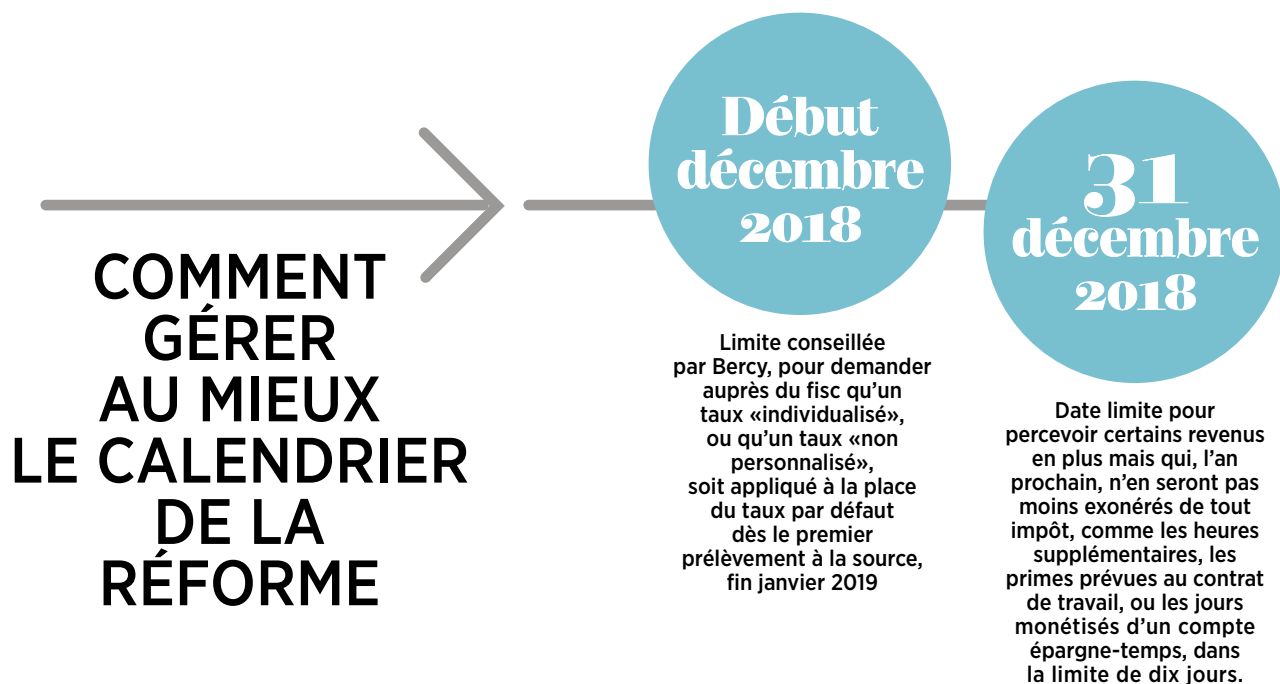 COMMENT
GÉRER
AU MIEUX
LE CALENDRIER
DE LA
RÉFORME
Début
décembre
2018
Limite conseillée
par Bercy, pour demander
auprès du fisc qu’un
taux «individualisé»,
ou qu’un taux «non
personnalisé»,
soit appliqué à la place
du taux par défaut
dès le premier
prélèvement à la source,
fin janvier 2019
31
décembre
2018
Date limite pour
percevoir certains revenus
en plus mais qui, l’an
prochain, n’en seront pas
moins exonérés de tout
impôt, comme les heures
supplémentaires, les
primes prévues au contrat
de travail, ou les jours
monétisés d’un compte
épargne-temps, dans
la limite de dix jours.